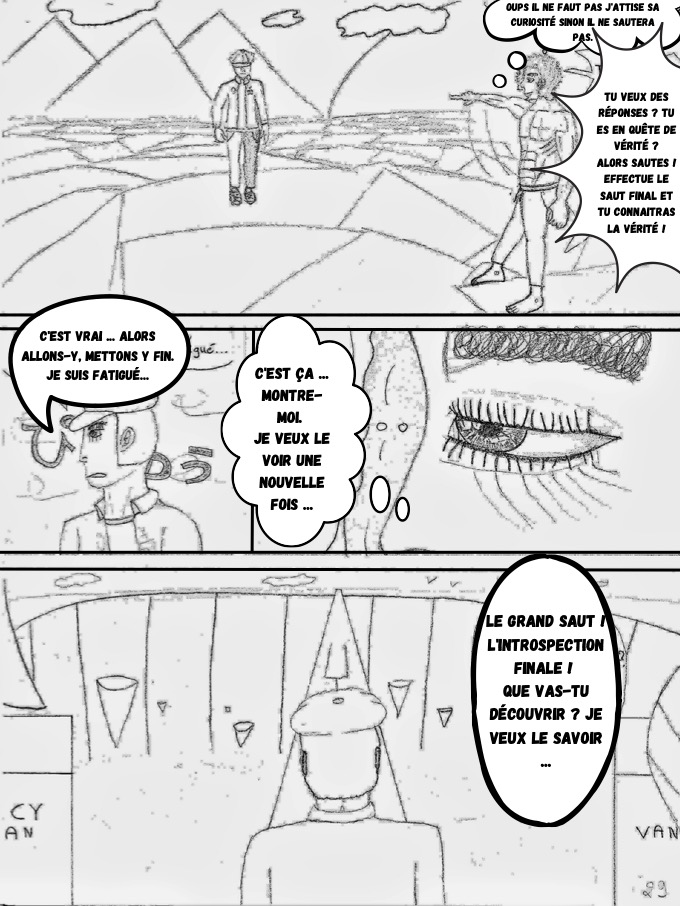 OUPS IL NE FAUT PAS J'ATTISE SA
CURIOSITÉ SINON IL NE SAUTERA
PAS.
TU VEUX DES
RÉPONSES ? TU
ES EN QUÊTE DE
VÉRITÉ ?
ALORS SAUTES !
EFFECTUE LE
SAUT FINAL ET
TU CONNAITRAS
LA VÉRITÉ !
C'EST VRAI ... ALORS
ALLONS-Y, METTONS Y FIN.
JE SUIS FATIGUÉ...
gué...
C'EST ÇA ...
MONTRE-
MOI.
JE VEUX LE
VOIR UNE
NOUVELLE
FOIS ...
LE GRAND SAUT !
L'INTROSPECTION
FINALE !
QUE VAS-TU
DÉCOUVRIR ? JE
VEUX LE SAVOIR
...
CY
AN
VAN
29